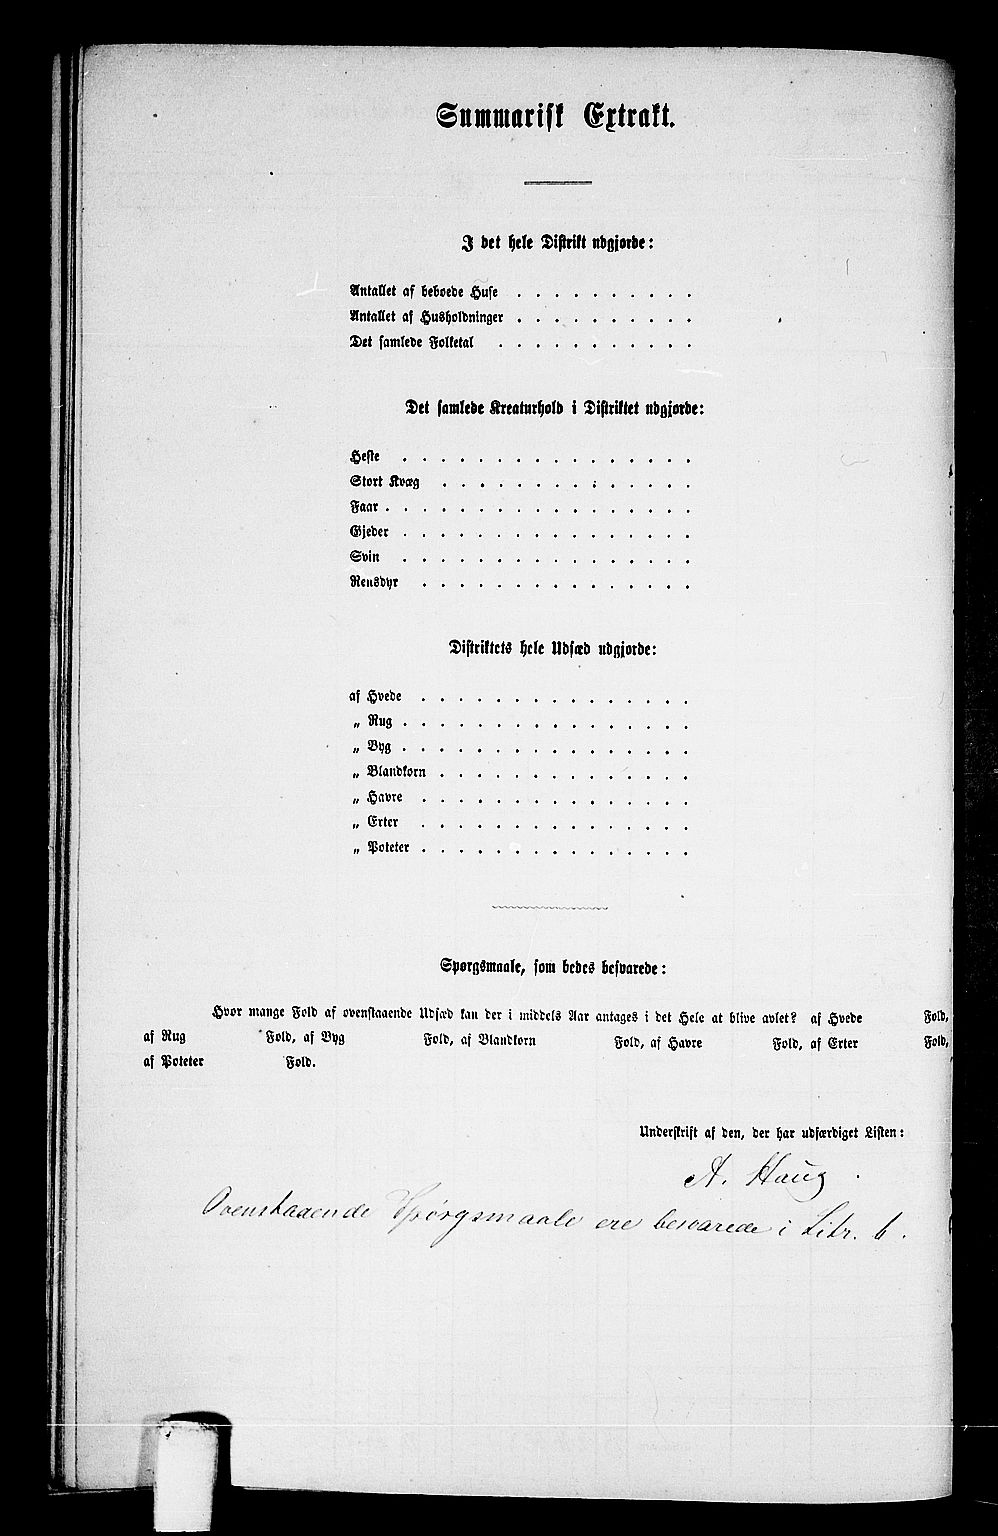 Summarisk Extrakt.
I det hele Distrikt udgjorde:
Antallet af beboede Huse . . . . . . . . . .
Antallet af Husholdninger . . . . . . . . . .
Det samlede Folketal . . . . . . . . . . .
Det samlede Kreaturhold i Distriktet udgjorde:
Heste . . . . . . . . . . . . . . . .
Stort Kvæg . . . . . . . . . . . . . .
Faar . . . . . . . . . . . . . . . . .
Gjeder . . . . . . . . . . . . . . . .
Svin . . . . . . . . . . . . . . . .
Rensdyr . . . . . . . . . . . . . . .
Distriktets hele Udsæd udgjorde:
af Hvede . . . . . . . . . . . . . . .
„ Rug . . . . . . . . . . . . . . . .
„ Byg . . . . . . . . . . . . . . . .
„ Blandkorn . . . . . . . . . . . . . .
„ Havre . . . . . . . . . . . . . . .
„ Erter . . . . . . . . . . . . . . .
„ Poteter . . . . . . . . . . . . . . .
Spørgsmaale, som bedes besvarede:
Hvor mange Fold af ovenstaaende Udsæd kan der i middels Aar antages i det Hele at blive avlet? af Hvede Fold,
af Rug Fold, af Byg Fold, af Blandkorn Fold, af Havre Fold, af Erter Fold,
af Poteter Fold.
Underskrift af den, der har udfærdiget Listen:
A. Haug.
Ovenstaaende Spørgsmaale ere besvarede i Litr. b.